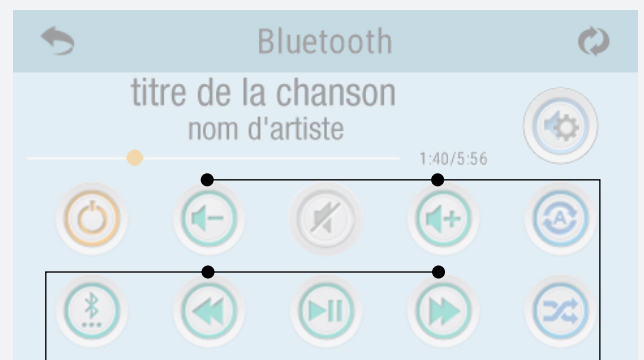 Bluetooth
titre de la chanson
nom d'artiste
1:40/5:56
A